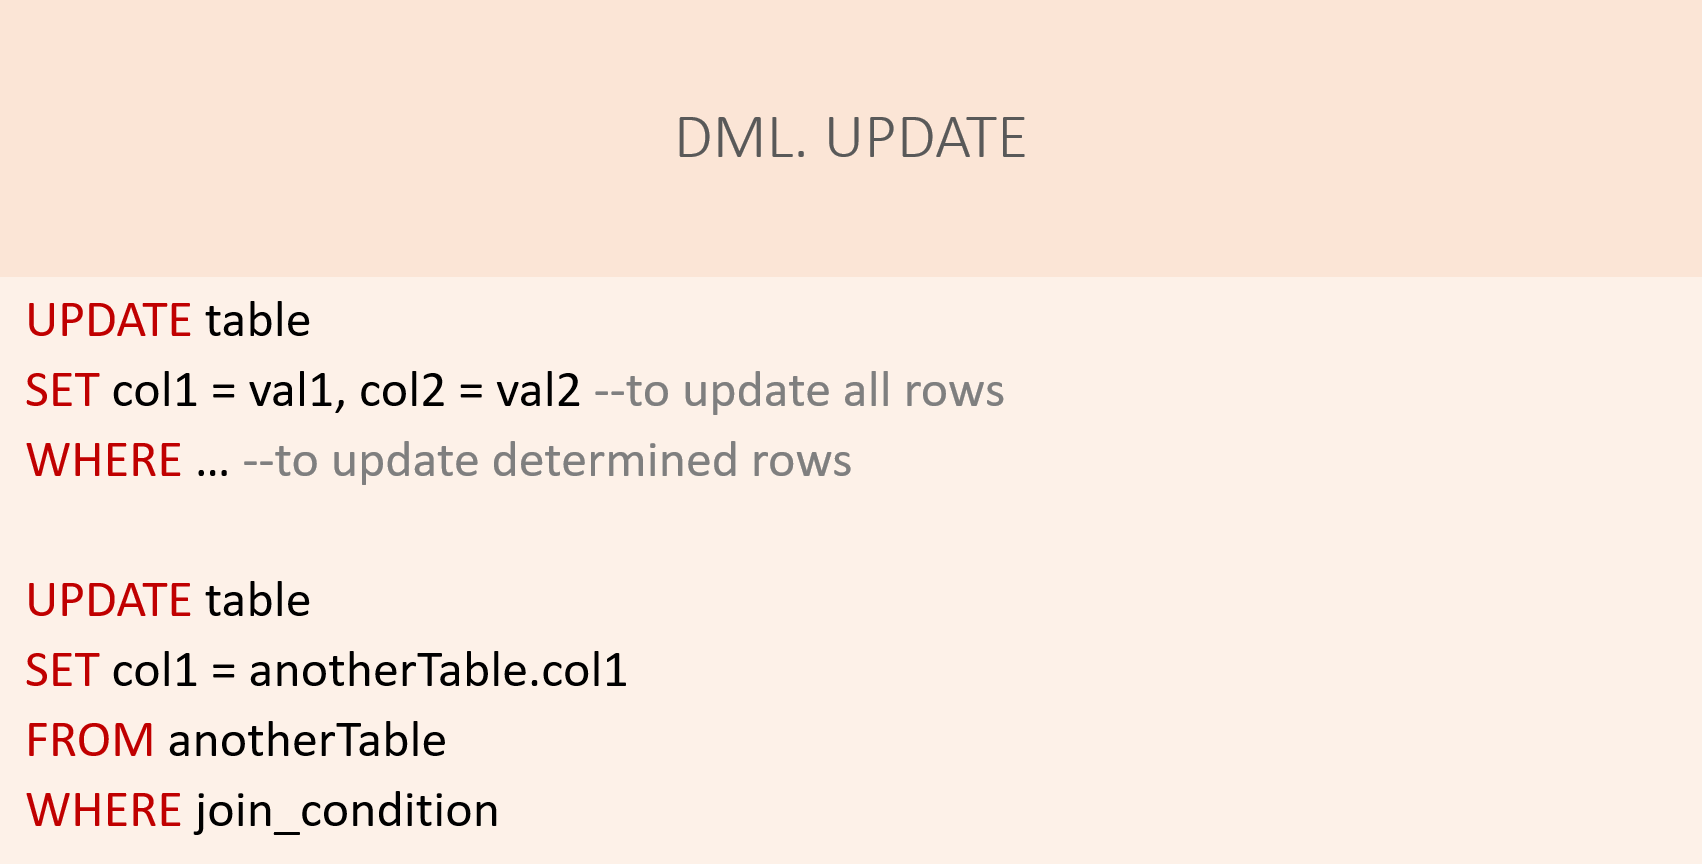 DML. UPDATE
UPDATE table
SET col1 = val1, col2 = val2 --to update all rows
WHERE … --to update determined rows
UPDATE table
SET col1 = anotherTable.col1
FROM anotherTable
WHERE join_condition